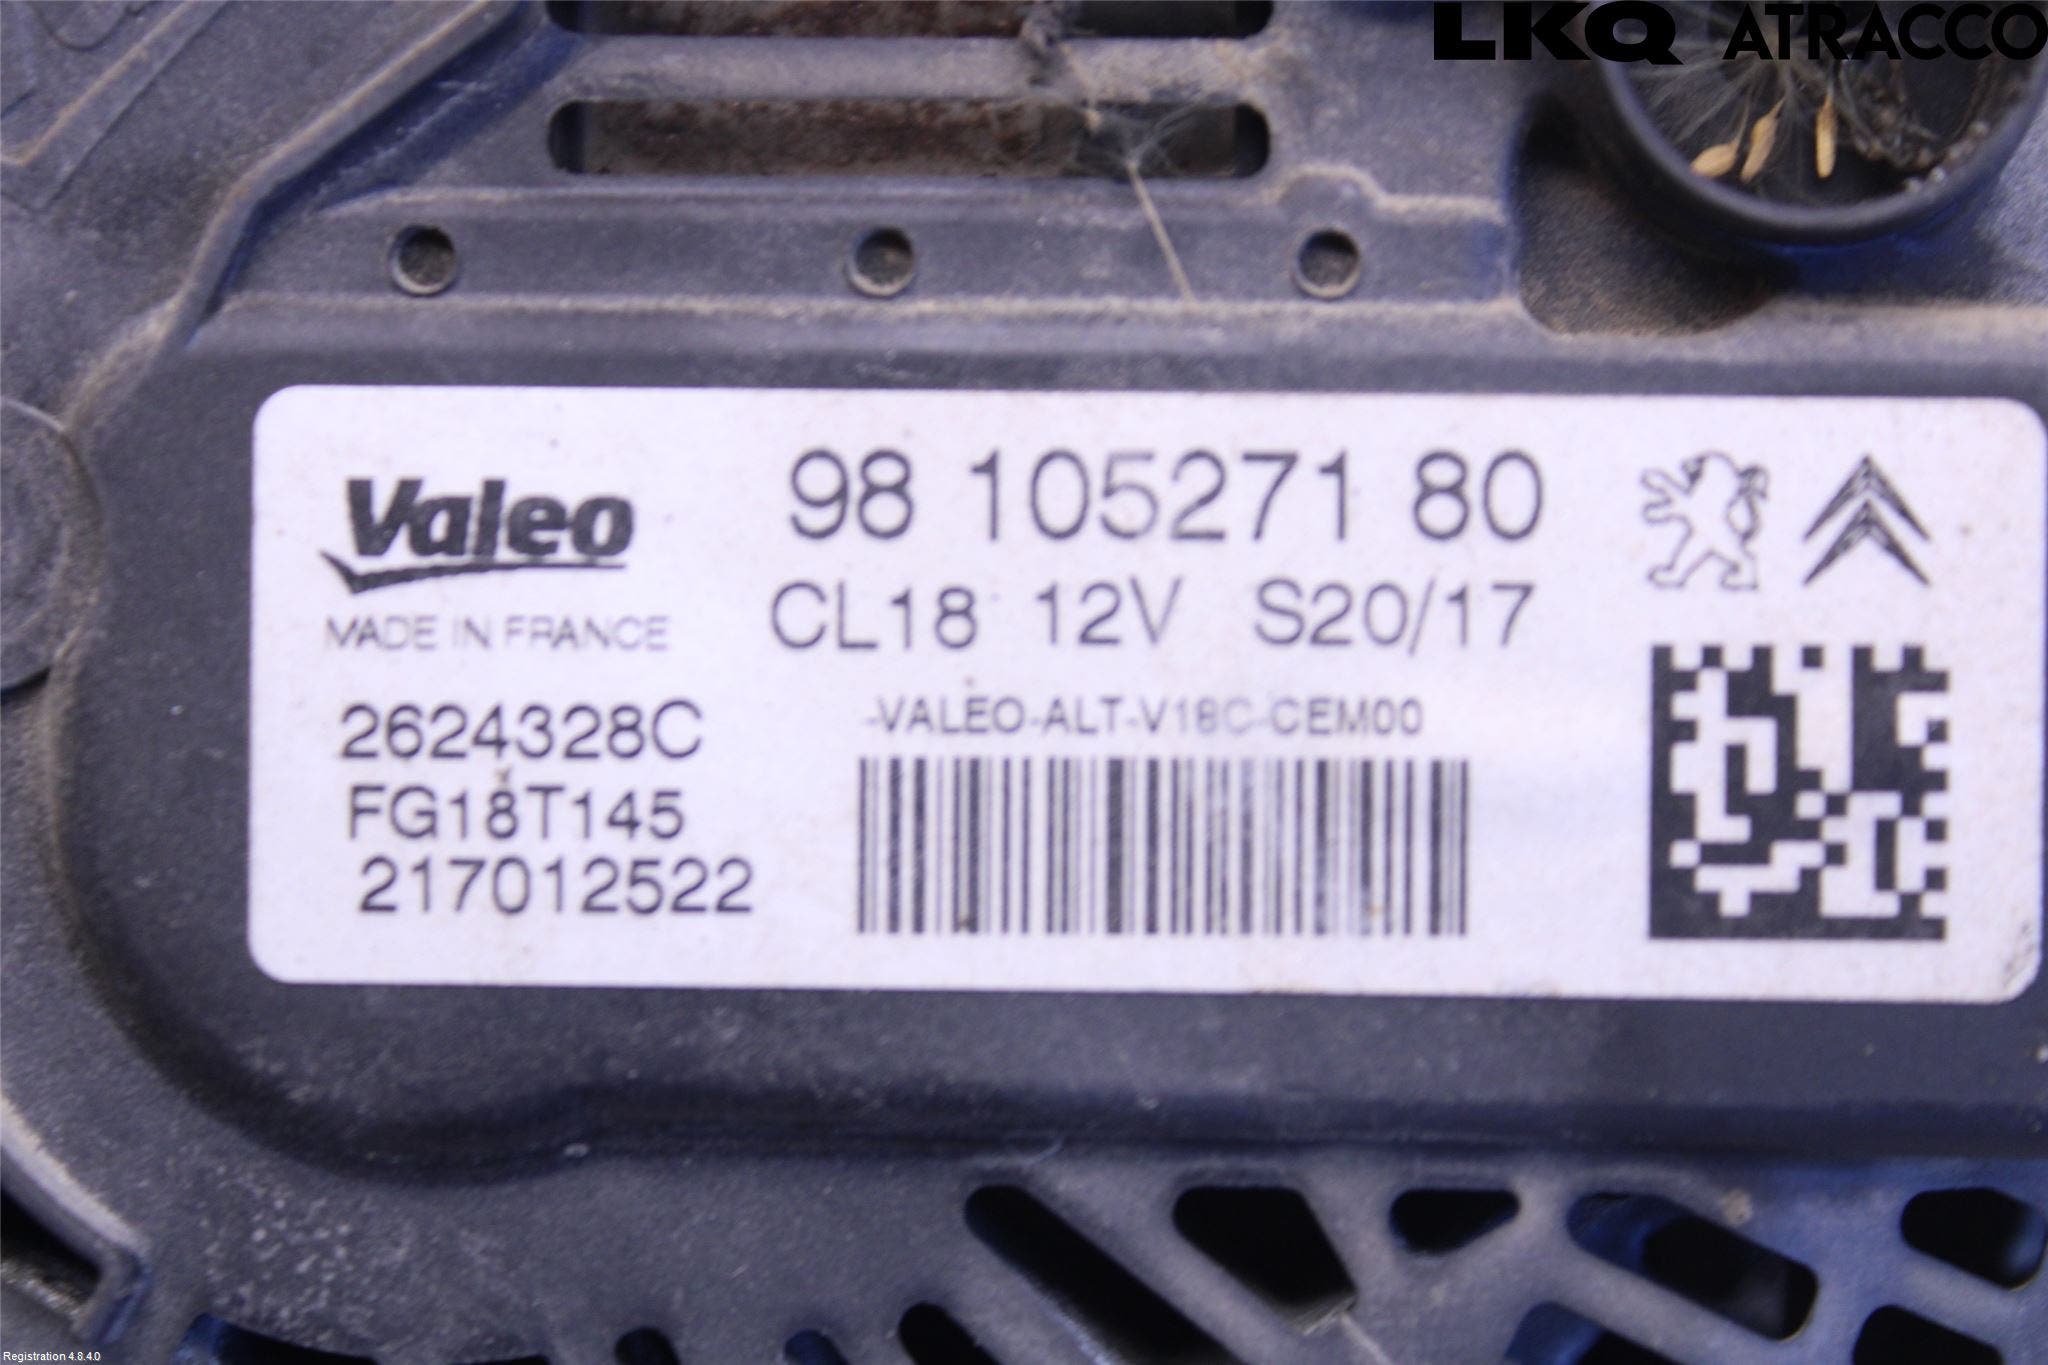 LKQ ATRACCO
Valeo
98 105271 80
MADE IN FRANCE
CL18 12V S20/17
2624328C
-VALEO-ALT-V18C-CEM00
FG18T145
217012522
Registration 4.8.4.0